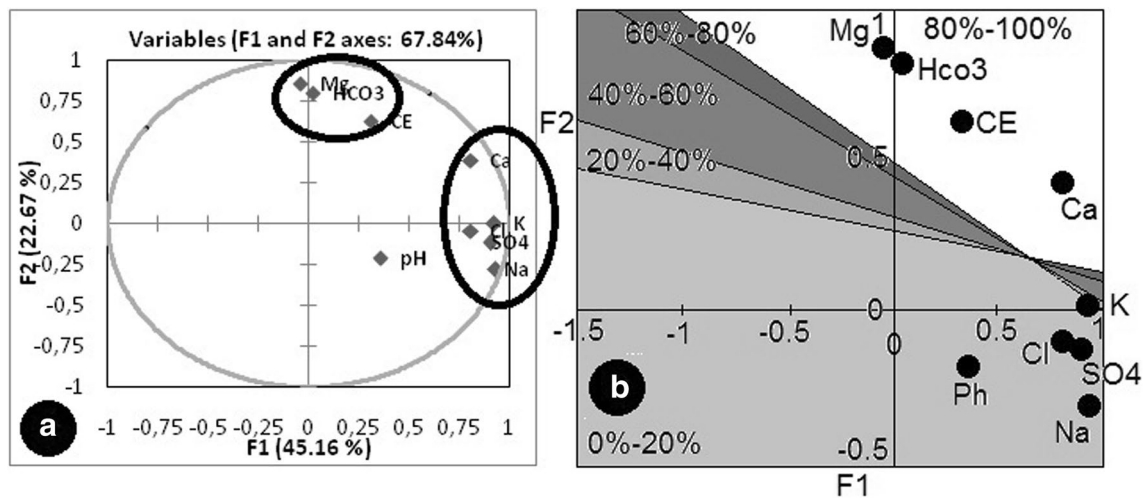 Variables (F1 and F2 axes: 67.84%)
1
0,75
0,5
0,25
0
-0,25
-0,5
-0,75
-1
F2 (22.67 %)
Mg
HCO3
CE
Ca
K
Cl
SO4
Na
pH
-1 -0,75 -0,5 -0,25 0 0,25 0,5 0,75 1
F1 (45.16 %)
a
60%-80%
Mg 1
80%-100%
Hco3
40%-60%
F2
CE
20%-40%
0.5
Ca
K
0
-1.5 -1 -0.5 0 0.5 1
Cl
SO4
Ph
Na
b
0%-20%
-0.5
F1